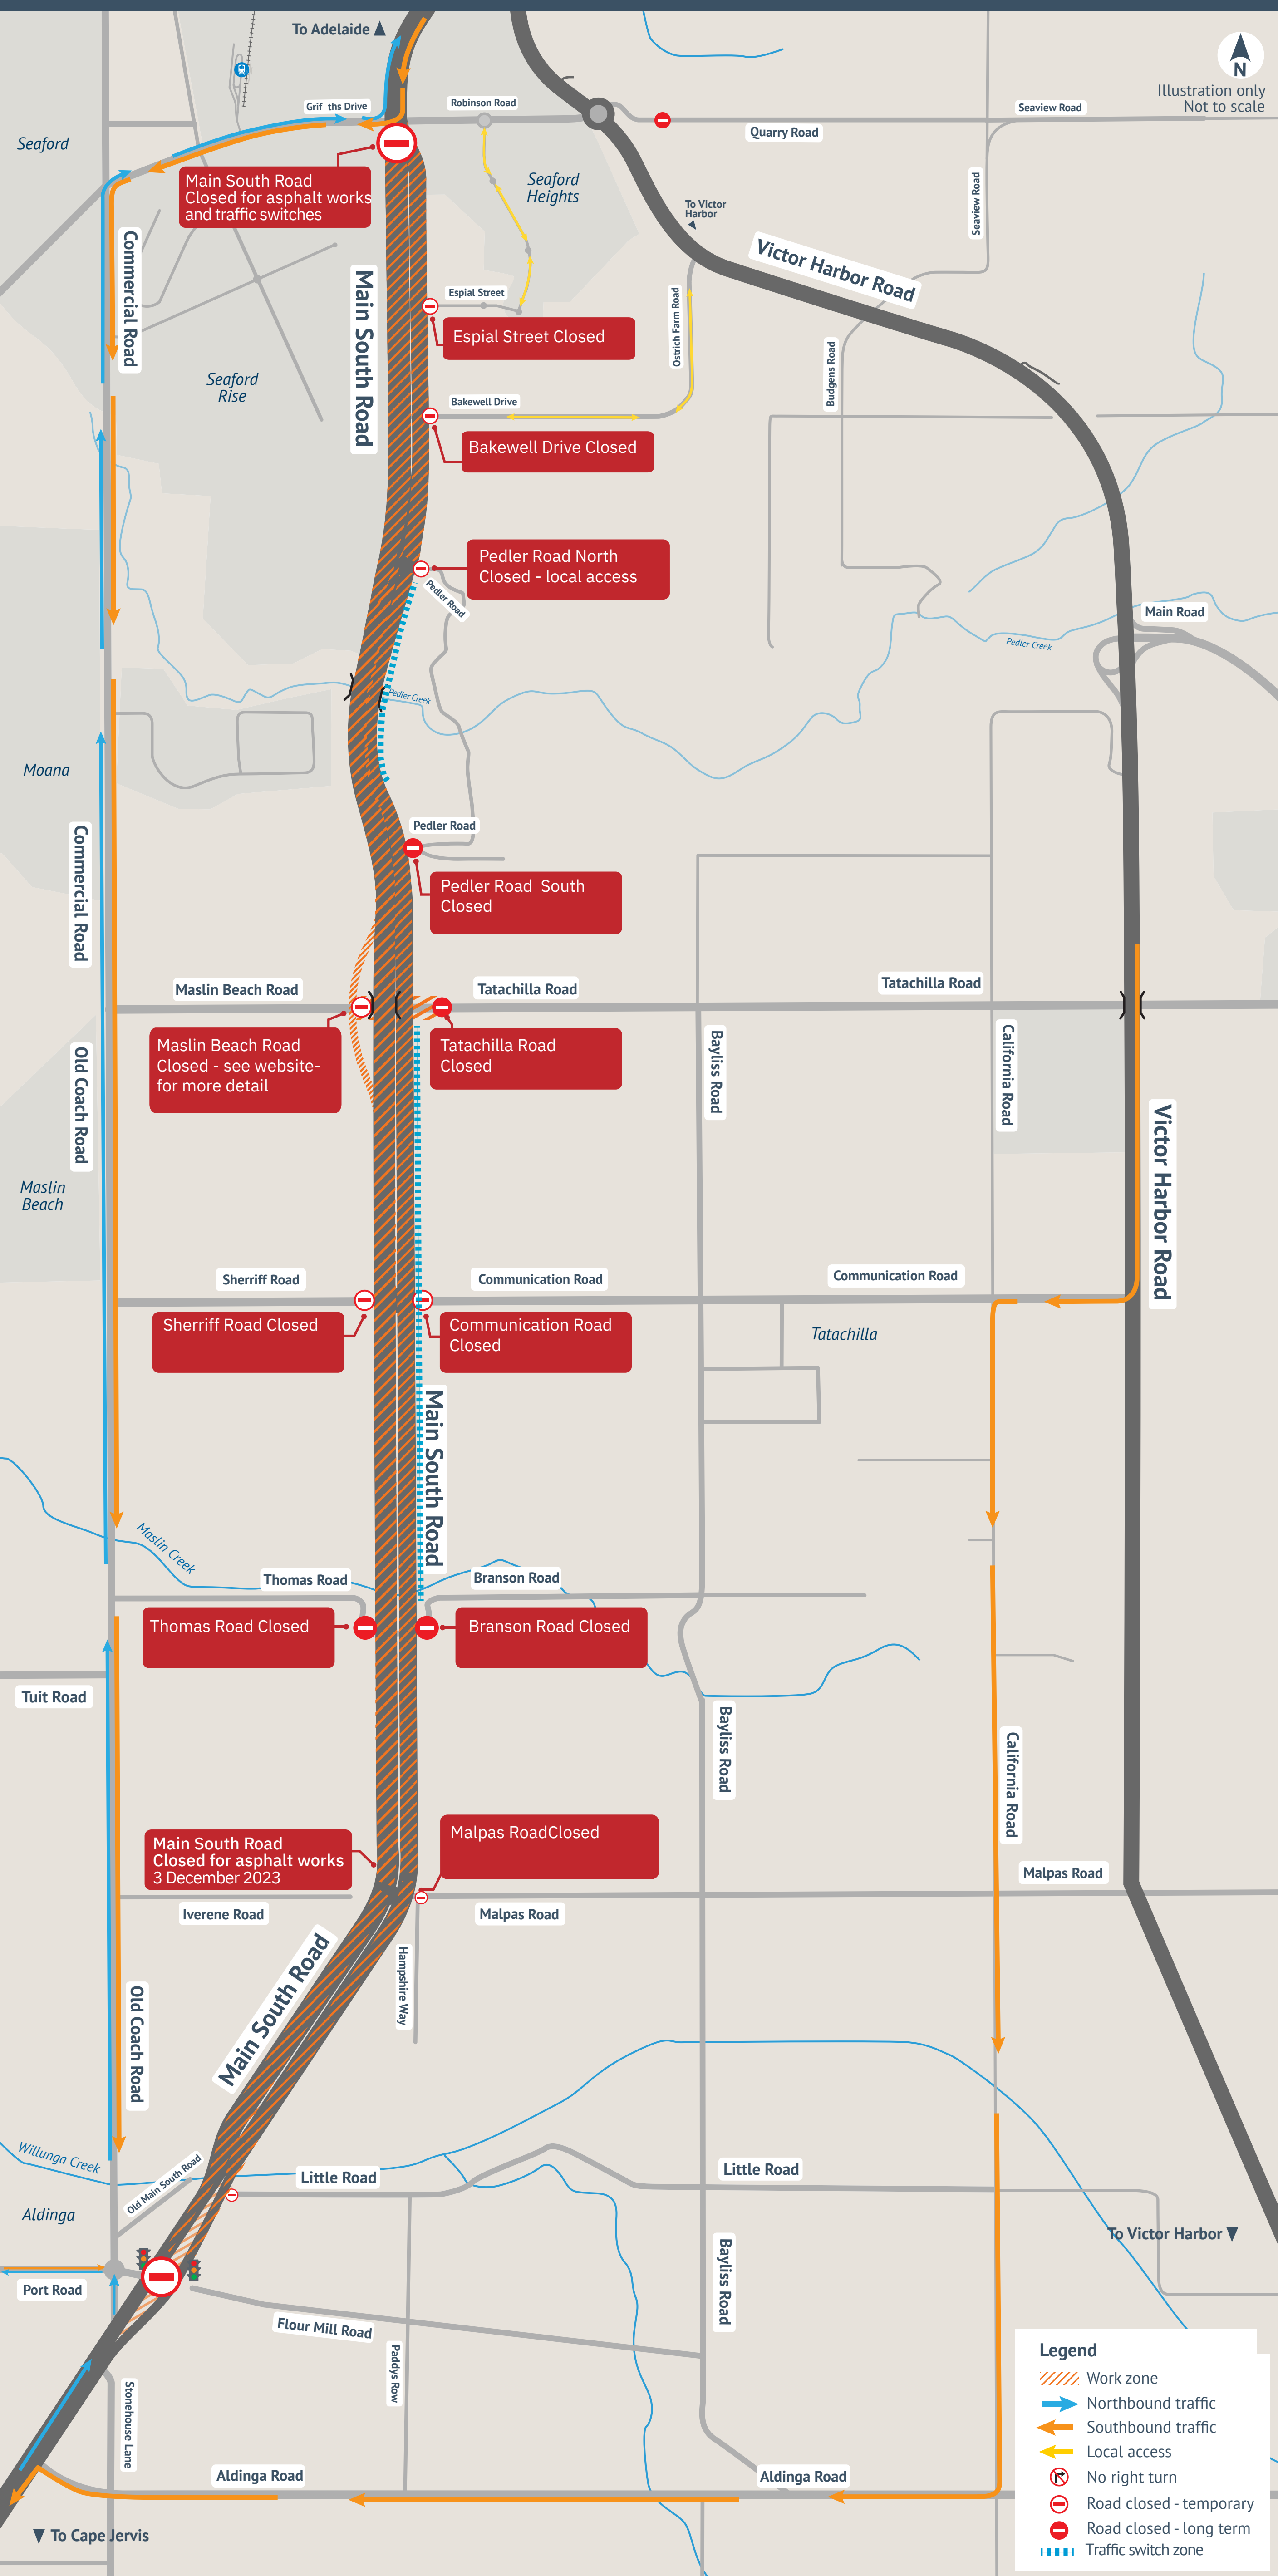 To Adelaide
N
Illustration only
Not to scale
Grif ths Drive
Robinson Road
Seaview Road
Quarry Road
Seaford
Main South Road
Closed for asphalt works
and traffic switches
Seaford
Heights
Seaview Road
To Victor
Harbor
Commercial Road
Main South Road
Victor Harbor Road
Espial Street
Ostrich Farm Road
Espial Street Closed
Budgens Road
Seaford
Rise
Bakewell Drive
Bakewell Drive Closed
Pedler Road North
Closed - local access
Pedler Road
Main Road
Pedler Creek
Pedler Creek
Moana
Commercial Road
Pedler Road
Pedler Road South
Closed
Maslin Beach Road
Tatachilla Road
Tatachilla Road
Maslin Beach Road
Closed - see website-
for more detail
Tatachilla Road
Closed
Old Coach Road
Bayliss Road
California Road
Victor Harbor Road
Maslin
Beach
Sherriff Road
Communication Road
Communication Road
Sherriff Road Closed
Communication Road
Closed
Tatachilla
Main South Road
Maslin Creek
Thomas Road
Branson Road
Thomas Road Closed
Branson Road Closed
Tuit Road
Bayliss Road
California Road
Main South Road
Closed for asphalt works
3 December 2023
Malpas RoadClosed
Malpas Road
Iverene Road
Malpas Road
Main South Road
Hampshire Way
Old Coach Road
Willunga Creek
Old Main South Road
Little Road
Little Road
Aldinga
To Victor Harbor
Port Road
Bayliss Road
Flour Mill Road
Paddys Row
Stonehouse Lane
Legend
Work zone
Northbound traffic
Southbound traffic
Local access
No right turn
Road closed - temporary
Road closed - long term
Traffic switch zone
Aldinga Road
Aldinga Road
To Cape Jervis